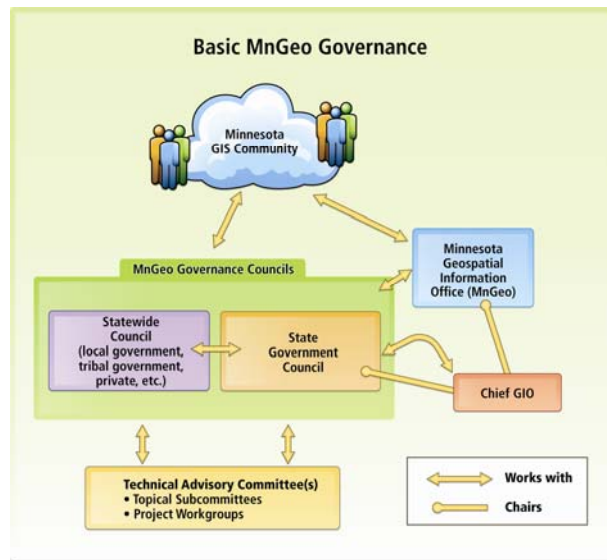 Basic MnGeo Governance
Minnesota
GIS Community
MnGeo Governance Councils
Minnesota
Geospatial
Information
Office (MnGeo)
Statewide
Council
(local government,
tribal government,
private, etc.)
State
Government
Council
Chief GIO
Technical Advisory Committee(s)
• Topical Subcommittees
• Project Workgroups
Works with
Chairs